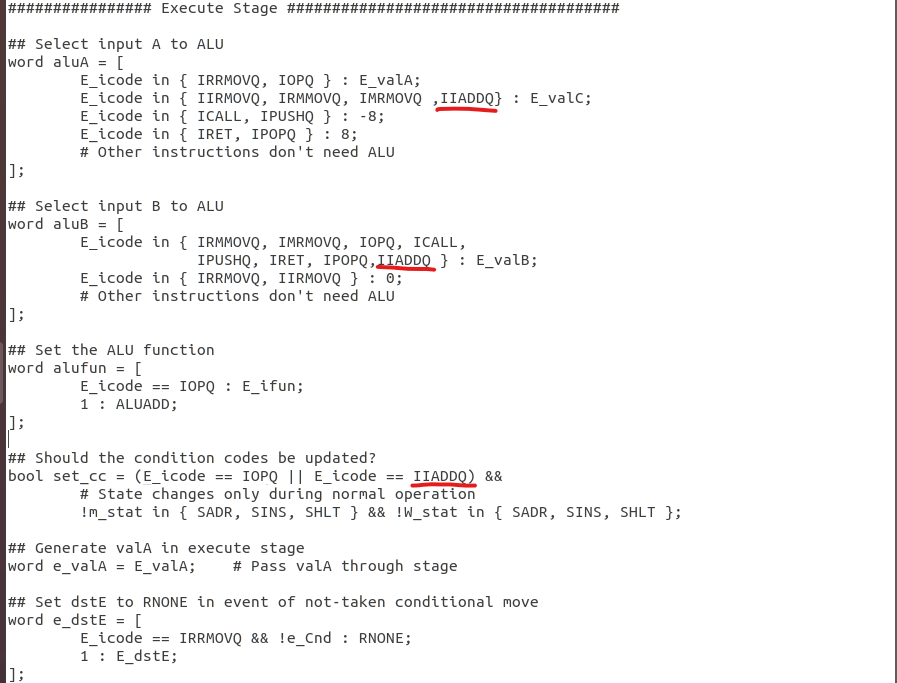 ################ Execute Stage #####################################
## Select input A to ALU
word aluA = [
        E_icode in { IRRMOVQ, IOPQ } : E_valA;
        E_icode in { IIRMOVQ, IRMMOVQ, IMRMOVQ ,IIADDQ} : E_valC;
        E_icode in { ICALL, IPUSHQ } : -8;
        E_icode in { IRET, IPOPQ } : 8;
        # Other instructions don't need ALU
];
## Select input B to ALU
word aluB = [
        E_icode in { IRMMOVQ, IMRMOVQ, IOPQ, ICALL,
                     IPUSHQ, IRET, IPOPQ,IIADDQ } : E_valB;
        E_icode in { IRRMOVQ, IIRMOVQ } : 0;
        # Other instructions don't need ALU
];
## Set the ALU function
word alufun = [
        E_icode == IOPQ : E_ifun;
        1 : ALUADD;
];
## Should the condition codes be updated?
bool set_cc = (E_icode == IOPQ || E_icode == IIADDQ) &&
        # State changes only during normal operation
        !m_stat in { SADR, SINS, SHLT } && !W_stat in { SADR, SINS, SHLT };
## Generate valA in execute stage
word e_valA = E_valA;    # Pass valA through stage
## Set dstE to RNONE in event of not-taken conditional move
word e_dstE = [
        E_icode == IRRMOVQ && !e_Cnd : RNONE;
        1 : E_dstE;
];